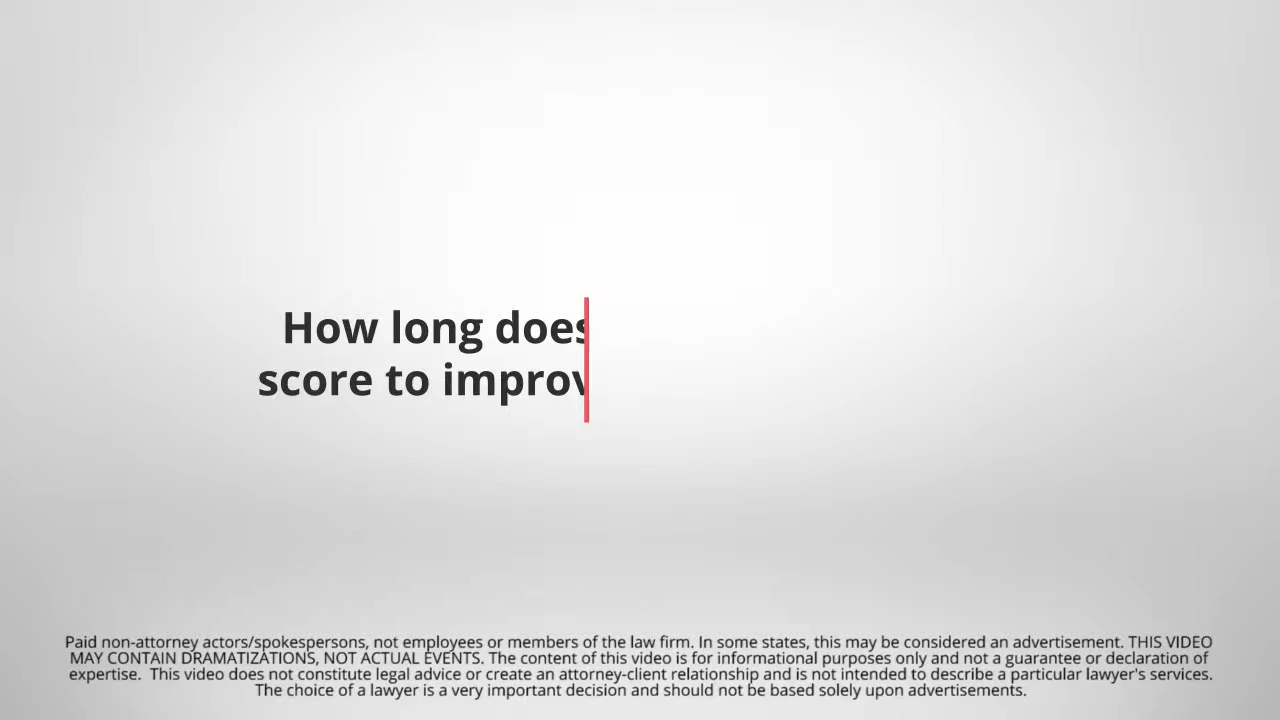 How long does
score to improv
Paid non-attorney actors/spokespersons, not employees or members of the law firm. In some states, this may be considered an advertisement. THIS VIDEO
MAY CONTAIN DRAMATIZATIONS, NOT ACTUAL EVENTS. The content of this video is for informational purposes only and not a guarantee or declaration of
expertise.  This video does not constitute legal advice or create an attorney-client relationship and is not intended to describe a particular lawyer's services.
The choice of a lawyer is a very important decision and should not be based solely upon advertisements.